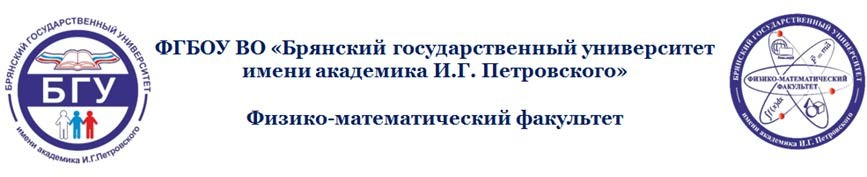 БРЯНСКИЙ ГОСУДАРСТВЕННЫЙ УНИВЕРСИТЕТ
БГУ
имени академика И.Г.Петровского
ФГБОУ ВО «Брянский государственный университет
имени академика И.Г. Петровского»
Физико-математический факультет
БРЯНСКИЙ ГОСУДАРСТВЕННЫЙ УНИВЕРСИТЕТ
ФИЗИКО-МАТЕМАТИЧЕСКИЙ
ФАКУЛЬТЕТ
имени академика И.Г. Петровского